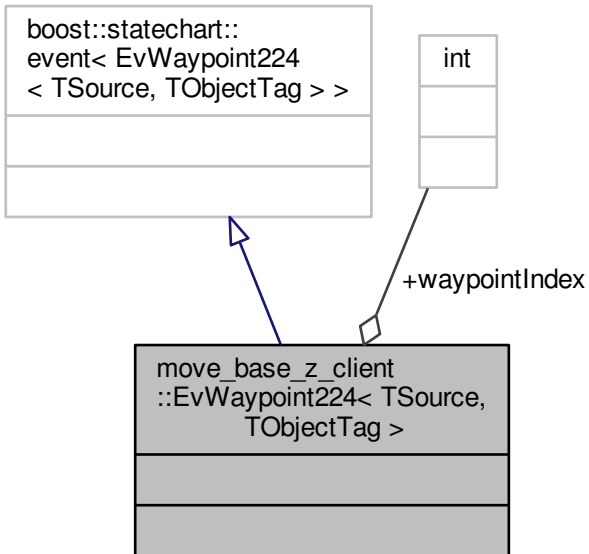 boost::statechart::
event< EvWaypoint224
< TSource, TObjectTag > >
int
+waypointIndex
move_base_z_client
::EvWaypoint224< TSource,
TObjectTag >